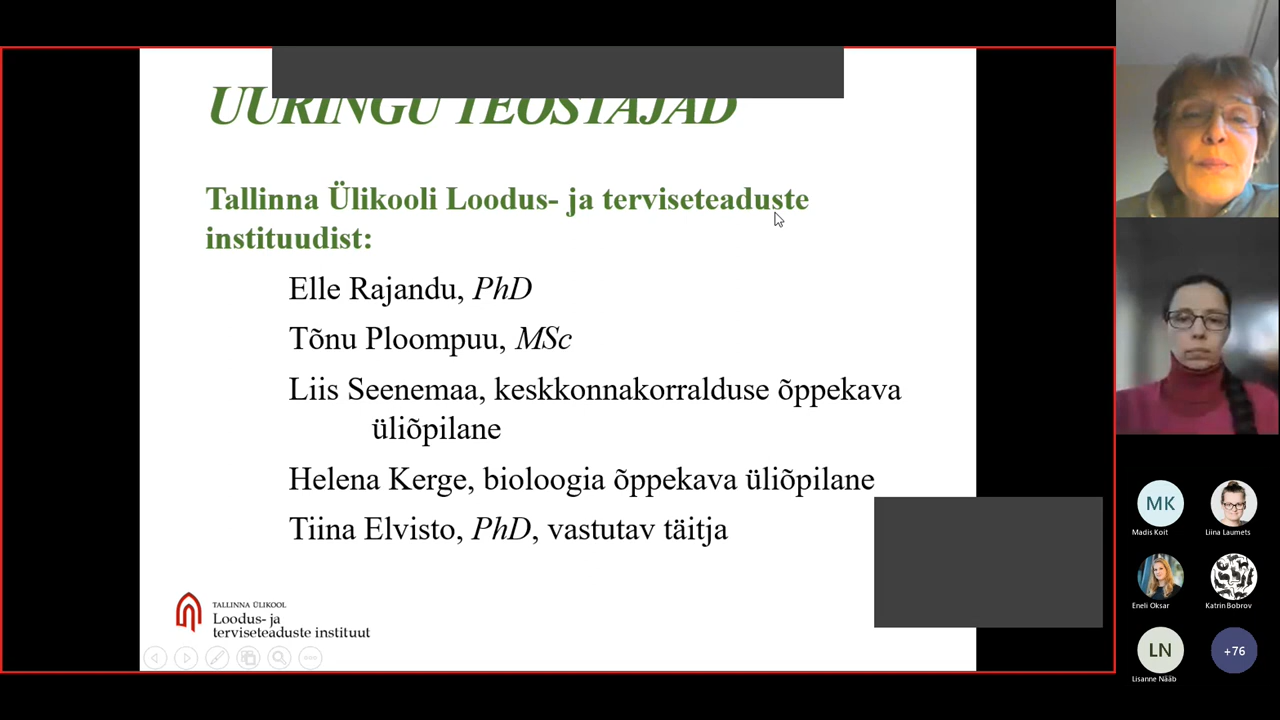 UURINGU TEOSTAJAD
Tallinna Ülikooli Loodus- ja terviseteaduste
instituudist:
Elle Rajandu, PhD
Tõnu Ploompuu, MSc
Liis Seenemaa, keskkonnakorralduse õppekava
üliõpilane
Helena Kerge, bioloogia õppekava üliõpilane
Tiina Elvisto, PhD, vastutav täitja
TALLINNA ÜLIKOOL
Loodus- ja
terviseteaduste instituut
MK
Madis Koit
Liina Laumets
Eneli Oksar
Katrin Bobrov
LN
+76
Lisanne Nääb